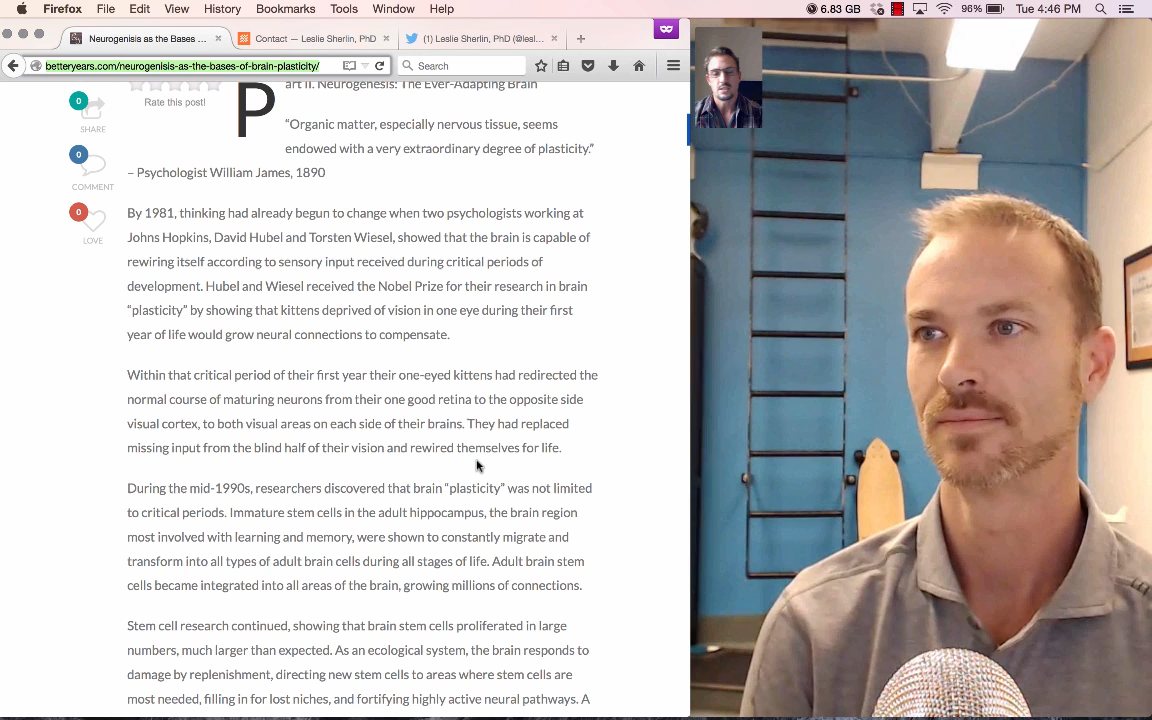 Firefox File Edit View History Bookmarks Tools Window Help 6.83 GB 96% Tue 4:46 PM
Neurogenisis as the Bases ... Contact — Leslie Sherlin, PhD (1) Leslie Sherlin, PhD (@lesl...
betteryears.com/neurogenisis-as-the-bases-of-brain-plasticity/ Search
Rate this post!
0
SHARE
0
COMMENT
0
LOVE
P
art II. Neurogenesis: The Ever-Adapting Brain
“Organic matter, especially nervous tissue, seems
endowed with a very extraordinary degree of plasticity.”
– Psychologist William James, 1890
By 1981, thinking had already begun to change when two psychologists working at
Johns Hopkins, David Hubel and Torsten Wiesel, showed that the brain is capable of
rewiring itself according to sensory input received during critical periods of
development. Hubel and Wiesel received the Nobel Prize for their research in brain
“plasticity” by showing that kittens deprived of vision in one eye during their first
year of life would grow neural connections to compensate.
Within that critical period of their first year their one-eyed kittens had redirected the
normal course of maturing neurons from their one good retina to the opposite side
visual cortex, to both visual areas on each side of their brains. They had replaced
missing input from the blind half of their vision and rewired themselves for life.
During the mid-1990s, researchers discovered that brain “plasticity” was not limited
to critical periods. Immature stem cells in the adult hippocampus, the brain region
most involved with learning and memory, were shown to constantly migrate and
transform into all types of adult brain cells during all stages of life. Adult brain stem
cells became integrated into all areas of the brain, growing millions of connections.
Stem cell research continued, showing that brain stem cells proliferated in large
numbers, much larger than expected. As an ecological system, the brain responds to
damage by replenishment, directing new stem cells to areas where stem cells are
most needed, filling in for lost niches, and fortifying highly active neural pathways. A